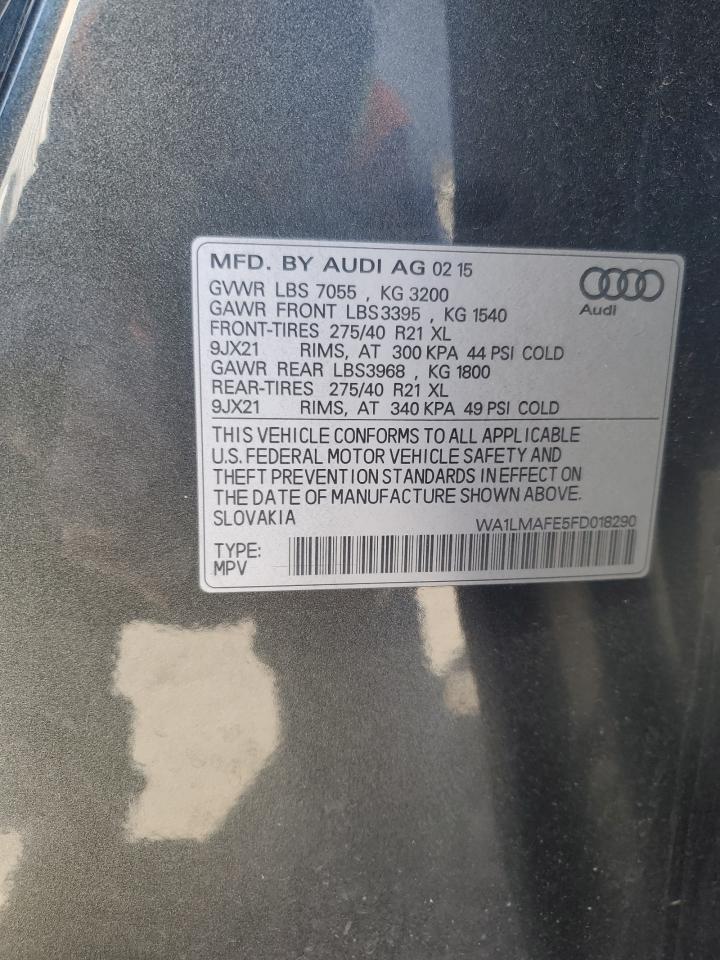 MFD. BY AUDI AG 02 15
Audi
GVWR LBS 7055 , KG 3200
GAWR FRONT LBS3395 , KG 1540
FRONT-TIRES 275/40 R21 XL
9JX21 RIMS, AT 300 KPA 44 PSI COLD
GAWR REAR LBS3968 , KG 1800
REAR-TIRES 275/40 R21 XL
9JX21 RIMS, AT 340 KPA 49 PSI COLD
THIS VEHICLE CONFORMS TO ALL APPLICABLE
U.S. FEDERAL MOTOR VEHICLE SAFETY AND
THEFT PREVENTION STANDARDS IN EFFECT ON
THE DATE OF MANUFACTURE SHOWN ABOVE.
SLOVAKIA WA1LMAFE5FD018290
TYPE:
MPV